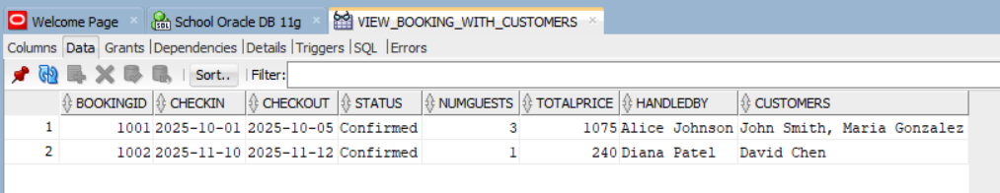 Welcome Page × School Oracle DB 11g × VIEW_BOOKING_WITH_CUSTOMERS ×
Columns Data Grants Dependencies Details Triggers SQL Errors
Sort.. Filter:
BOOKINGID CHECKIN CHECKOUT STATUS NUMGUESTS TOTALPRICE HANDLEDBY CUSTOMERS
1 1001 2025-10-01 2025-10-05 Confirmed 3 1075 Alice Johnson John Smith, Maria Gonzalez
2 1002 2025-11-10 2025-11-12 Confirmed 1 240 Diana Patel David Chen